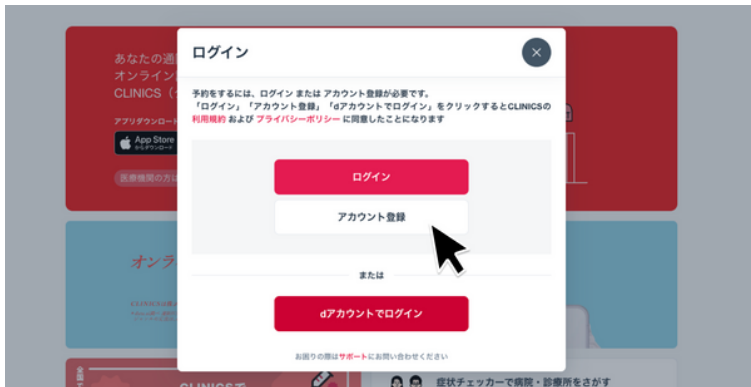 ログイン
予約をするには、ログイン または アカウント登録が必要です。
「ログイン」「アカウント登録」「dアカウントでログイン」をクリックするとCLINICSの
利用規約 および プライバシーポリシー に同意したことになります
ログイン
アカウント登録
または
dアカウントでログイン
お困りの際はサポートにお問い合わせください
あなたの通
オンライン
CLINICS（
アプリダウンロード
App Store
からダウンロード
医療機関の方は
オンラ
CLINICSで
症状チェッカーで病院・診療所をさがす